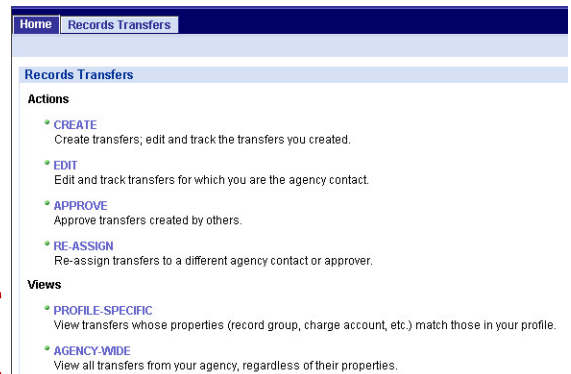 Home Records Transfers
Records Transfers
Actions
CREATE
Create transfers; edit and track the transfers you created.
EDIT
Edit and track transfers for which you are the agency contact.
APPROVE
Approve transfers created by others.
RE-ASSIGN
Re-assign transfers to a different agency contact or approver.
Views
PROFILE-SPECIFIC
View transfers whose properties (record group, charge account, etc.) match those in your profile.
AGENCY-WIDE
View all transfers from your agency, regardless of their properties.